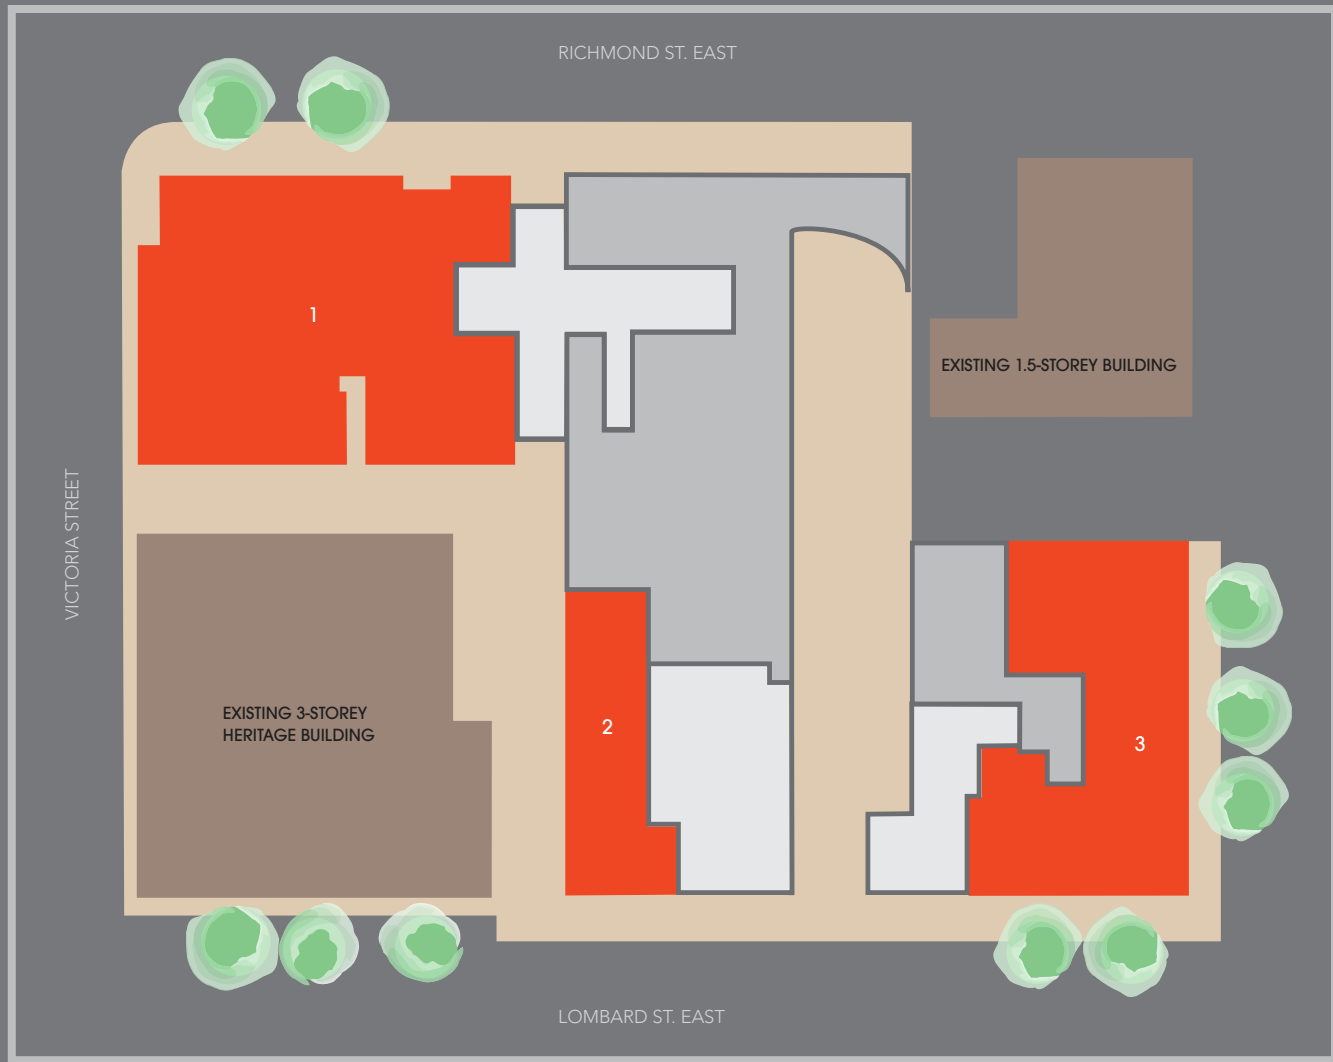 RICHMOND ST. EAST
1
EXISTING 1.5-STOREY BUILDING
VICTORIA STREET
EXISTING 3-STOREY
HERITAGE BUILDING
2
3
LOMBARD ST. EAST